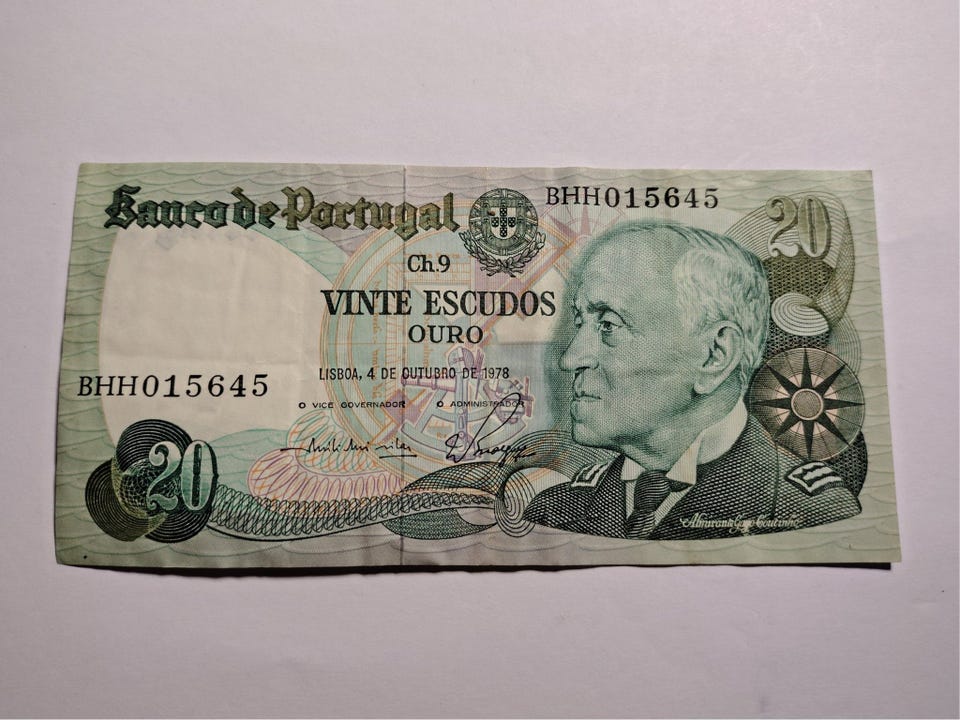 Banco de Portugal
BHH015645
20
Ch.9
VINTE ESCUDOS
OURO
LISBOA, 4 DE OUTUBRO DE 1978
BHH015645
O VICE GOVERNADOR
O ADMINISTRADOR
20
Almirante Gago Coutinho